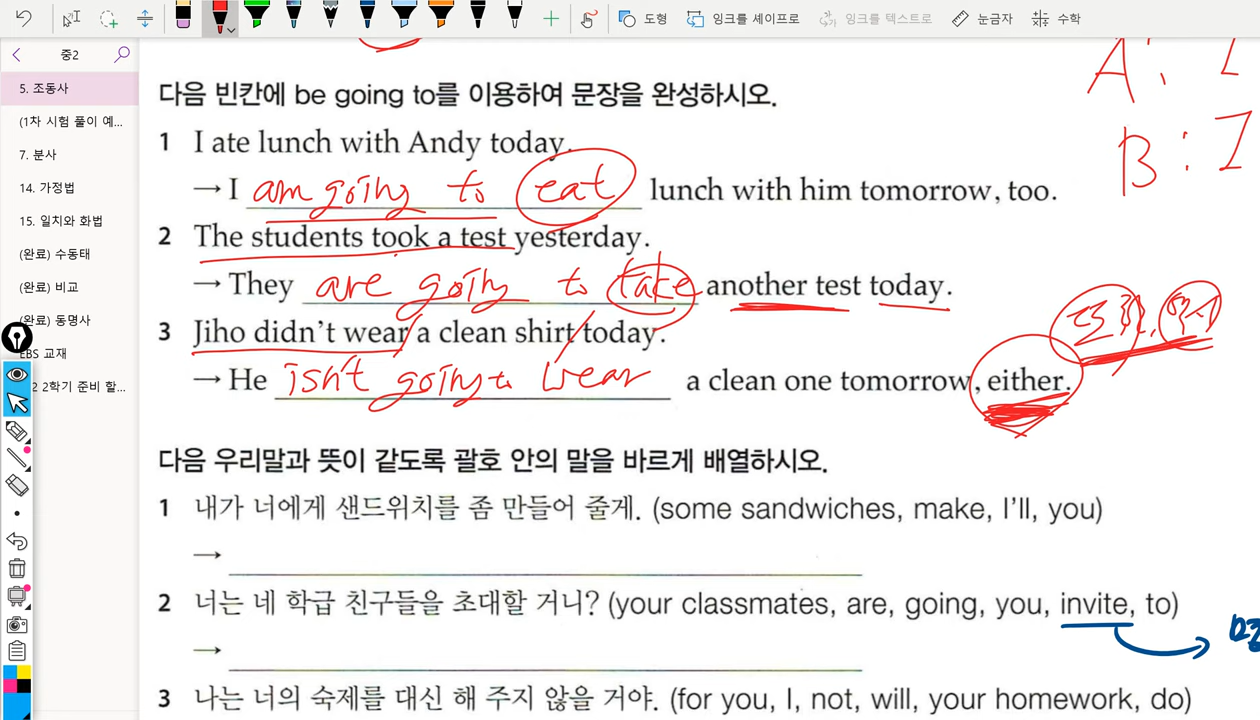 도형 잉크를 셰이프로 잉크를 텍스트로 눈금자 수학
중2
5. 조동사
(1차 시험 풀이 예...
7. 분사
14. 가정법
15. 일치와 화법
(완료) 수동태
(완료) 비교
(완료) 동명사
EBS 교재
2 2학기 준비 할...
A :
B : I
다음 빈칸에 be going to를 이용하여 문장을 완성하시오.
1 I ate lunch with Andy today.
→ I am going to eat lunch with him tomorrow, too.
2 The students took a test yesterday.
→ They are going to take another test today.
3 Jiho didn't wear a clean shirt today.
→ He isn't going to wear a clean one tomorrow, either.
다음 우리말과 뜻이 같도록 괄호 안의 말을 바르게 배열하시오.
1 내가 너에게 샌드위치를 좀 만들어 줄게. (some sandwiches, make, I'll, you)
→
2 너는 네 학급 친구들을 초대할 거니? (your classmates, are, going, you, invite, to)
→
3 나는 너의 숙제를 대신 해 주지 않을 거야. (for you, I, not, will, your homework, do)